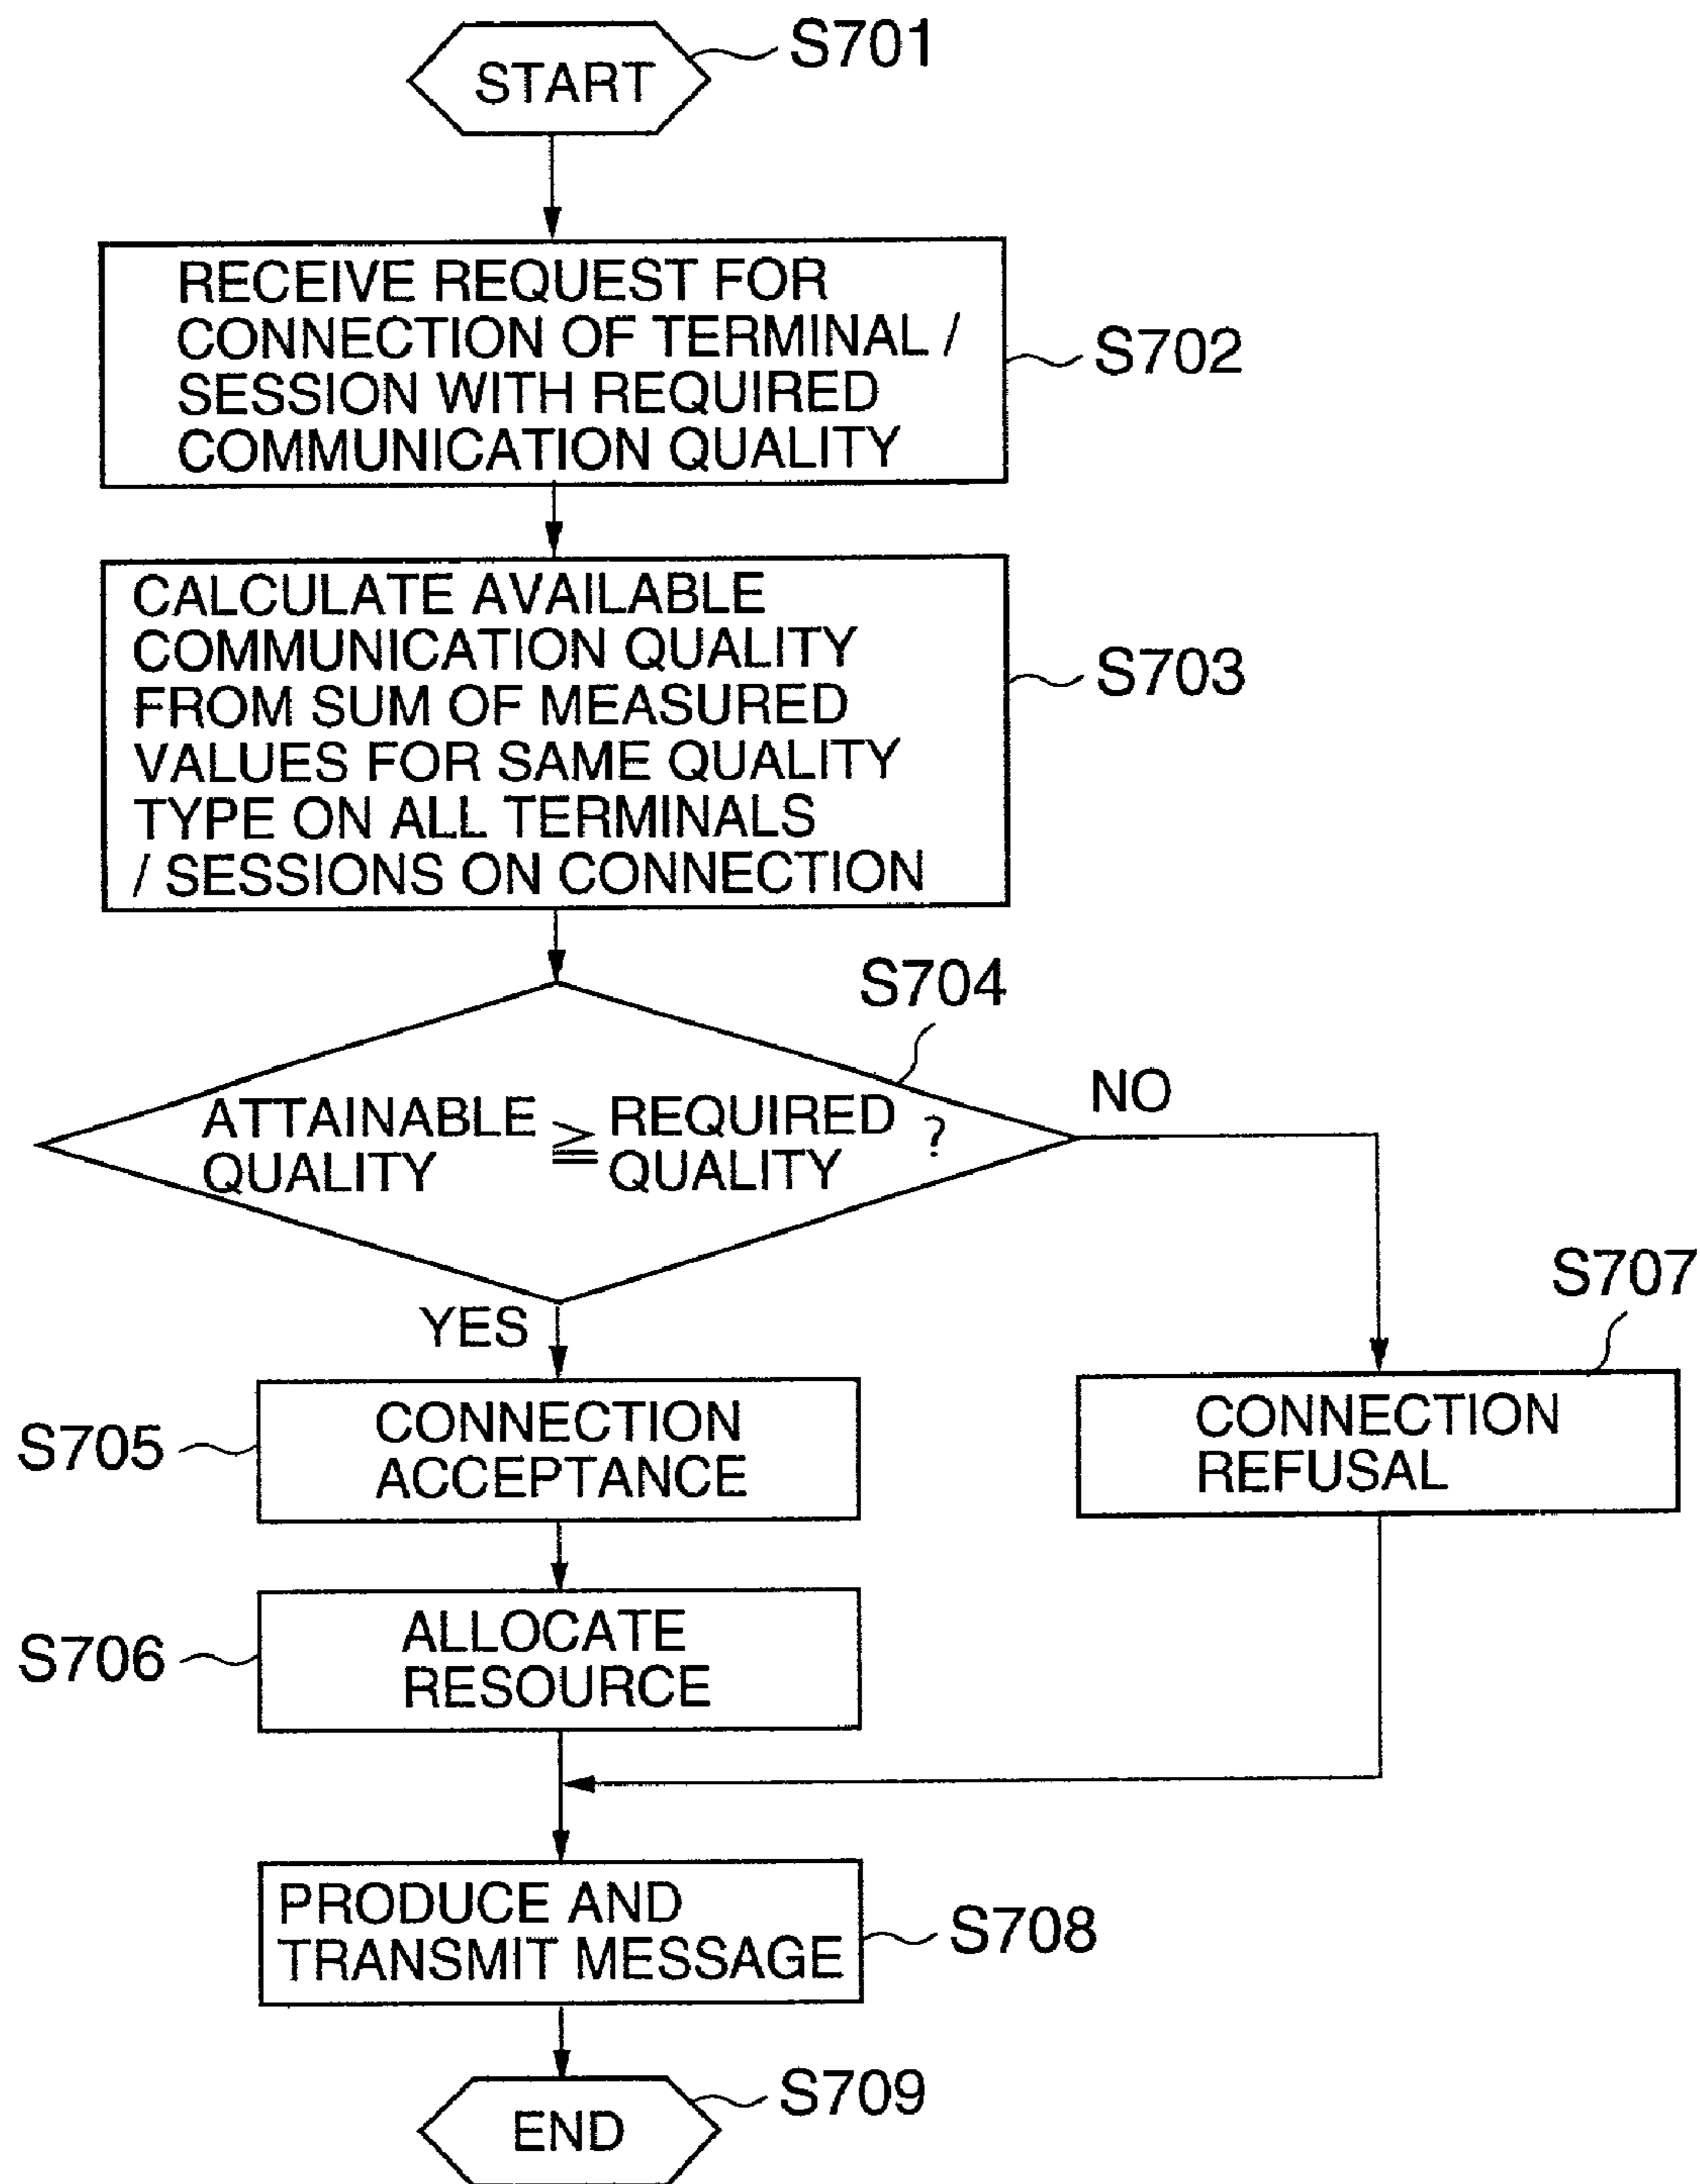 START
S701
RECEIVE REQUEST FOR
CONNECTION OF TERMINAL /
SESSION WITH REQUIRED
COMMUNICATION QUALITY
S702
CALCULATE AVAILABLE
COMMUNICATION QUALITY
FROM SUM OF MEASURED
VALUES FOR SAME QUALITY
TYPE ON ALL TERMINALS
/ SESSIONS ON CONNECTION
S703
S704
ATTAINABLE QUALITY ≧ REQUIRED QUALITY ?
NO
YES
S705
CONNECTION
ACCEPTANCE
S707
CONNECTION
REFUSAL
S706
ALLOCATE
RESOURCE
PRODUCE AND
TRANSMIT MESSAGE
S708
END
S709